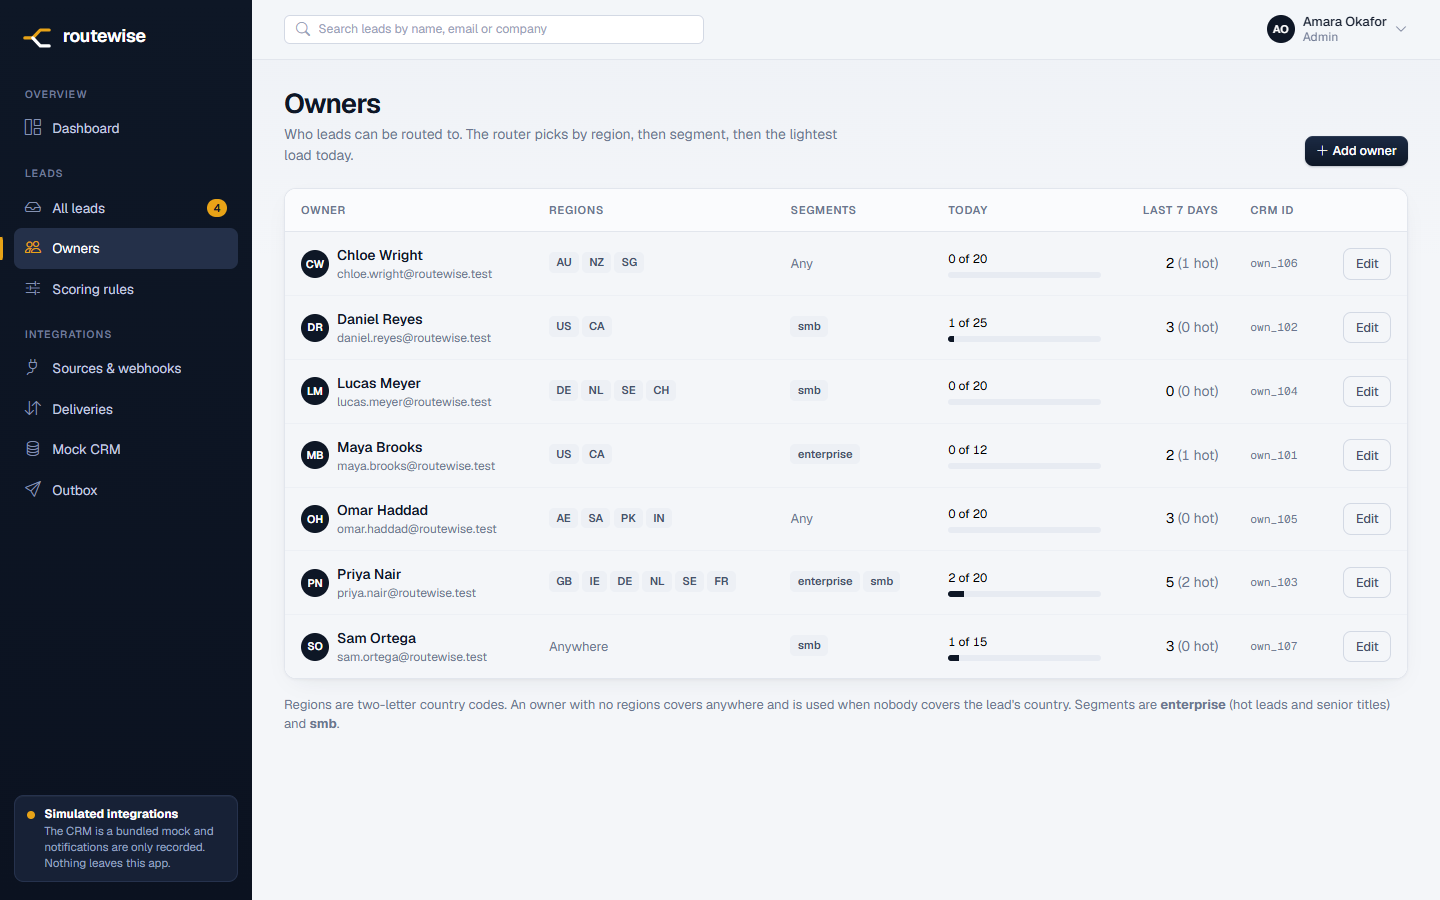 routewise
Search leads by name, email or company
AO
Amara Okafor
Admin
OVERVIEW
Dashboard
LEADS
All leads 4
Owners
Scoring rules
INTEGRATIONS
Sources & webhooks
Deliveries
Mock CRM
Outbox
Simulated integrations
The CRM is a bundled mock and
notifications are only recorded.
Nothing leaves this app.
Owners
Who leads can be routed to. The router picks by region, then segment, then the lightest
load today.
+ Add owner
OWNER REGIONS SEGMENTS TODAY LAST 7 DAYS CRM ID
CW Chloe Wright AU NZ SG Any 0 of 20 2 (1 hot) own_106 Edit
chloe.wright@routewise.test
DR Daniel Reyes US CA smb 1 of 25 3 (0 hot) own_102 Edit
daniel.reyes@routewise.test
LM Lucas Meyer DE NL SE CH smb 0 of 20 0 (0 hot) own_104 Edit
lucas.meyer@routewise.test
MB Maya Brooks US CA enterprise 0 of 12 2 (1 hot) own_101 Edit
maya.brooks@routewise.test
OH Omar Haddad AE SA PK IN Any 0 of 20 3 (0 hot) own_105 Edit
omar.haddad@routewise.test
PN Priya Nair GB IE DE NL SE FR enterprise smb 2 of 20 5 (2 hot) own_103 Edit
priya.nair@routewise.test
SO Sam Ortega Anywhere smb 1 of 15 3 (0 hot) own_107 Edit
sam.ortega@routewise.test
Regions are two-letter country codes. An owner with no regions covers anywhere and is used when nobody covers the lead's country. Segments are enterprise (hot leads and senior titles)
and smb.